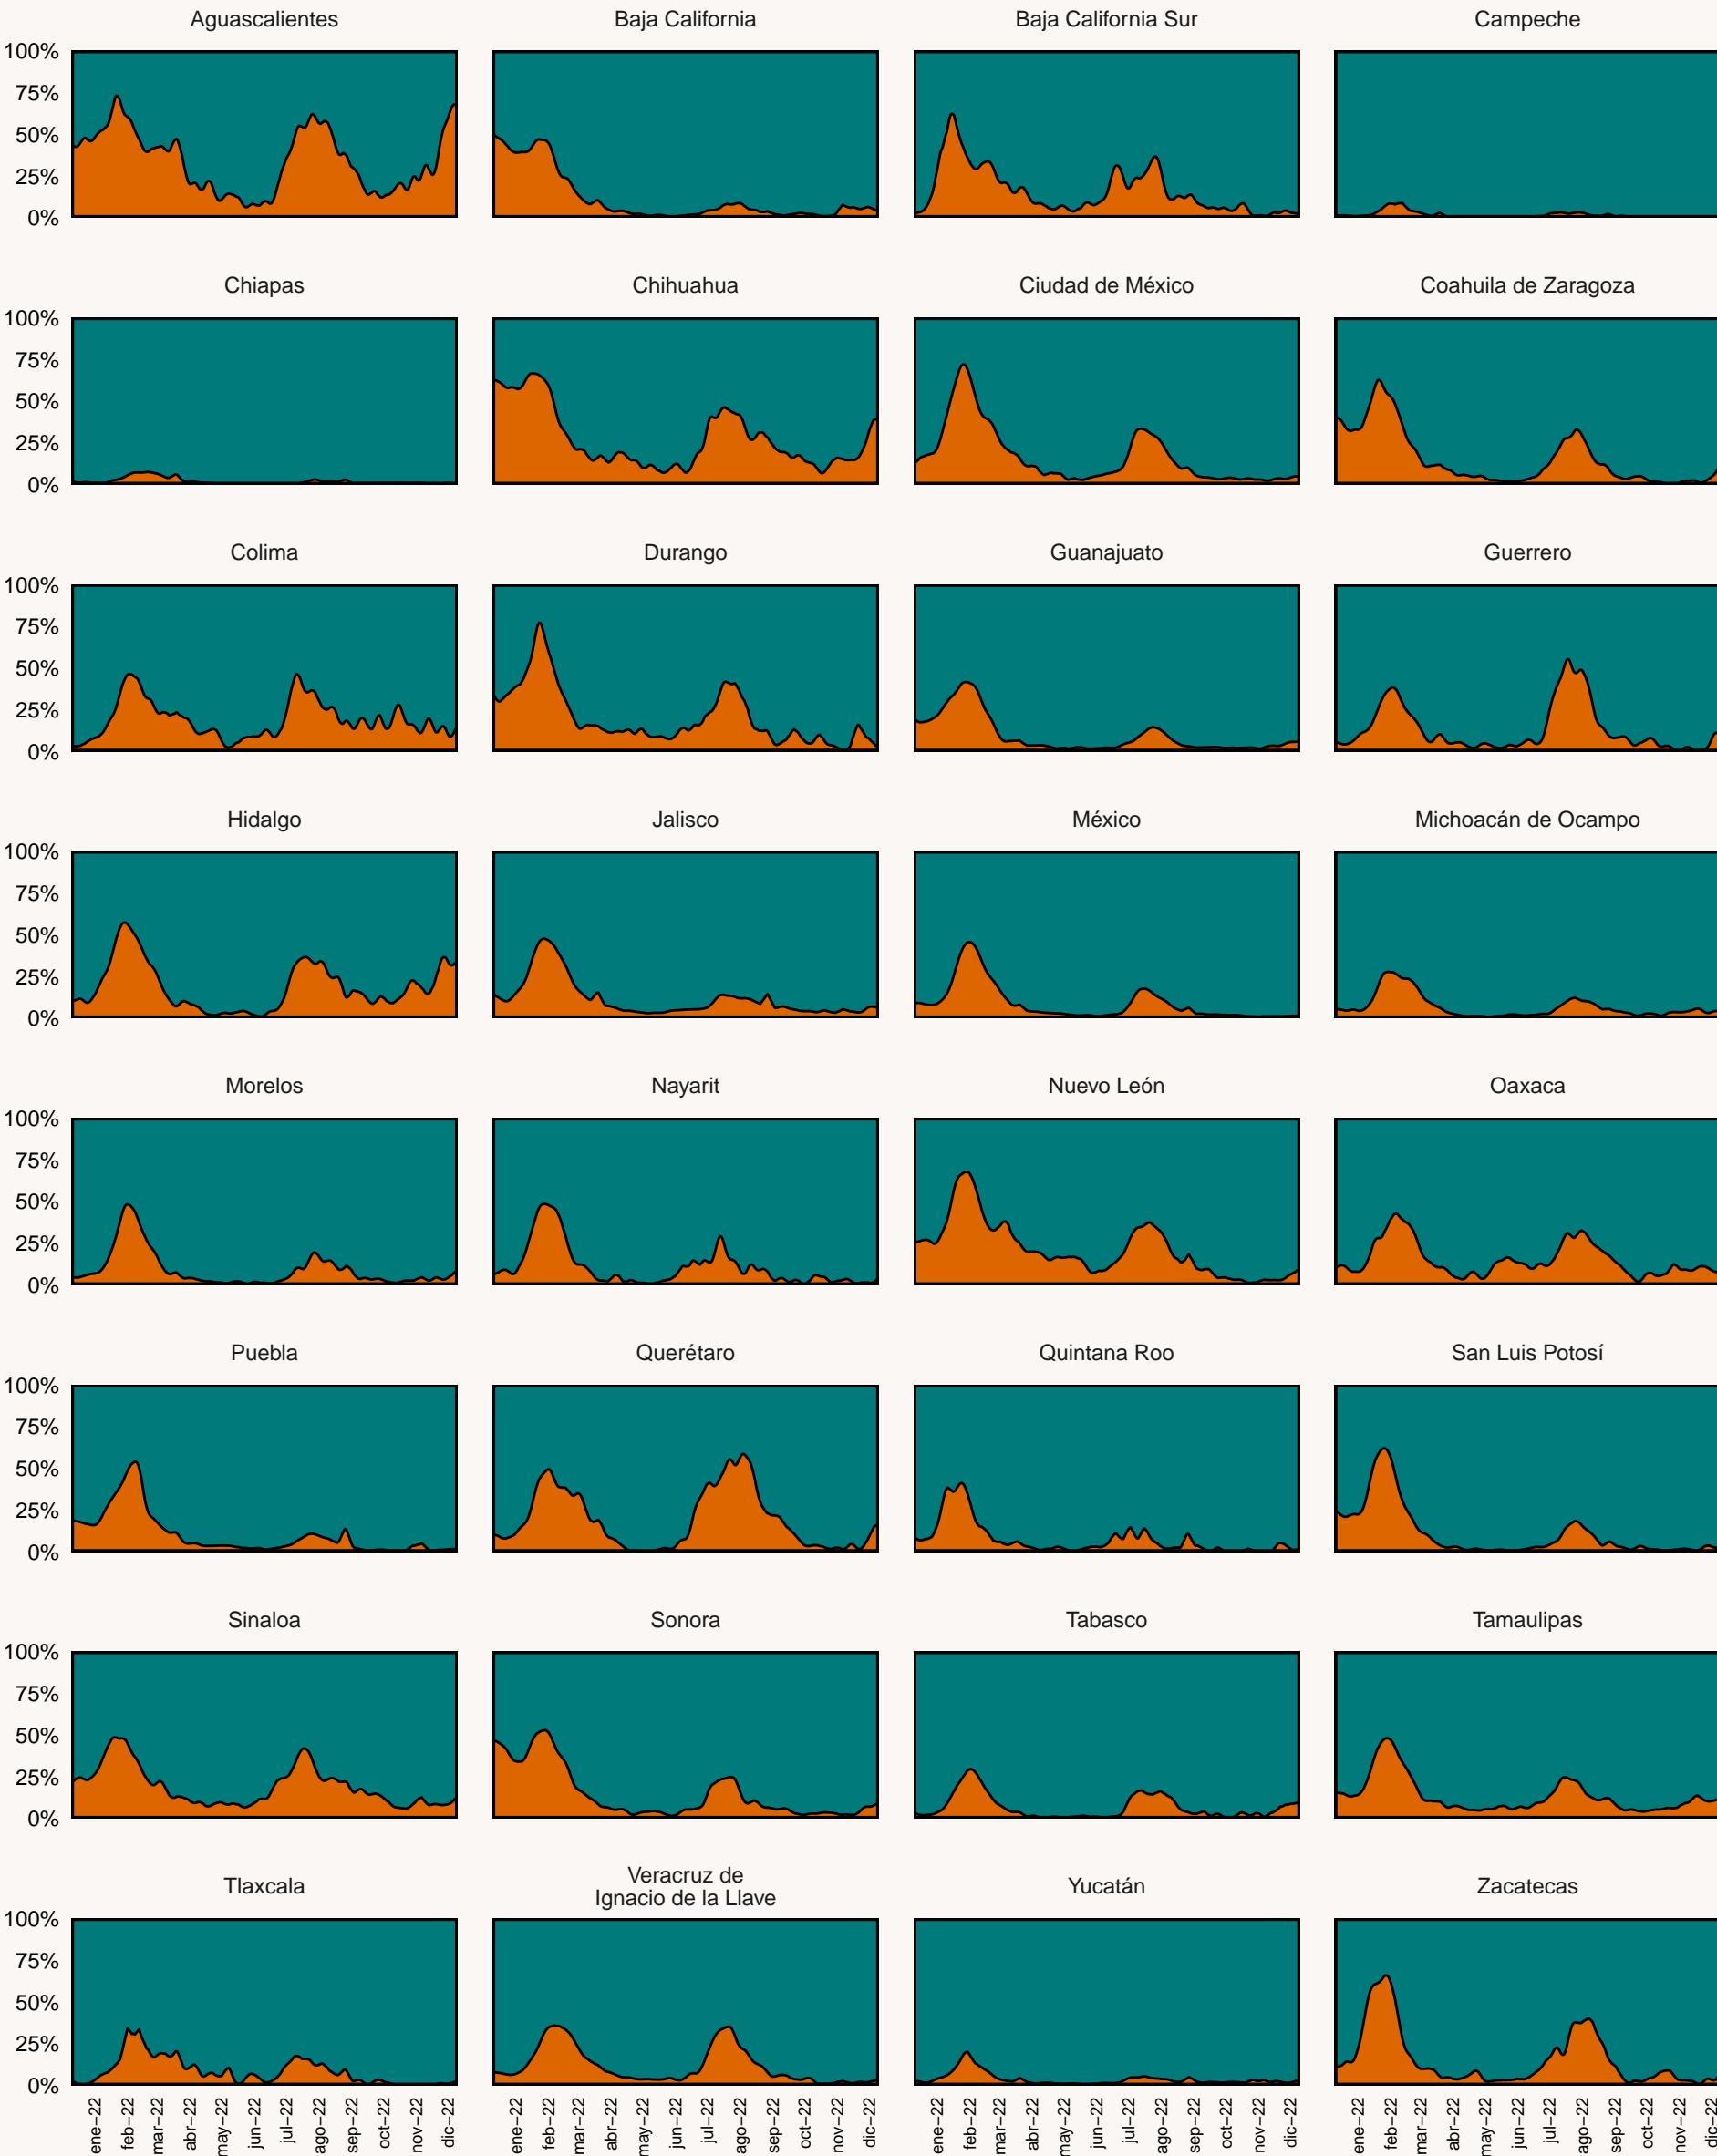 Aguascalientes
Baja California
Baja California Sur
Campeche
100%
75%
50%
25%
0%
Chiapas
Chihuahua
Ciudad de México
Coahuila de Zaragoza
100%
75%
50%
25%
0%
Colima
Durango
Guanajuato
Guerrero
100%
75%
50%
25%
0%
Hidalgo
Jalisco
México
Michoacán de Ocampo
100%
75%
50%
25%
0%
Morelos
Nayarit
Nuevo León
Oaxaca
100%
75%
50%
25%
0%
Puebla
Querétaro
Quintana Roo
San Luis Potosí
100%
75%
50%
25%
0%
Sinaloa
Sonora
Tabasco
Tamaulipas
100%
75%
50%
25%
0%
Tlaxcala
Veracruz de
Ignacio de la Llave
Yucatán
Zacatecas
100%
75%
50%
25%
0%
ene−22
feb−22
mar−22
abr−22
may−22
jun−22
jul−22
ago−22
sep−22
oct−22
nov−22
dic−22
ene−22
feb−22
mar−22
abr−22
may−22
jun−22
jul−22
ago−22
sep−22
oct−22
nov−22
dic−22
ene−22
feb−22
mar−22
abr−22
may−22
jun−22
jul−22
ago−22
sep−22
oct−22
nov−22
dic−22
ene−22
feb−22
mar−22
abr−22
may−22
jun−22
jul−22
ago−22
sep−22
oct−22
nov−22
dic−22